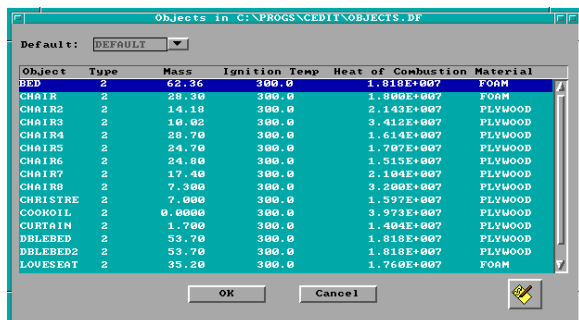 Objects in C:\PROGS\CEDIT\OBJECTS.DF
Default: DEFAULT
Object Type Mass Ignition Temp Heat of Combustion Material
BED 2 62.36 300.0 1.818E+007 FOAM
CHAIR 2 28.30 300.0 1.800E+007 FOAM
CHAIR2 2 14.18 300.0 2.143E+007 PLYWOOD
CHAIR3 2 10.02 300.0 3.412E+007 PLYWOOD
CHAIR4 2 28.70 300.0 1.614E+007 PLYWOOD
CHAIR5 2 24.70 300.0 1.707E+007 PLYWOOD
CHAIR6 2 24.80 300.0 1.515E+007 PLYWOOD
CHAIR7 2 17.40 300.0 2.104E+007 PLYWOOD
CHAIR8 2 7.300 300.0 3.200E+007 PLYWOOD
CHRISTRE 2 7.000 300.0 1.597E+007 PLYWOOD
COOKOIL 2 0.0000 300.0 3.973E+007 PLYWOOD
CURTAIN 2 1.700 300.0 1.404E+007 PLYWOOD
DBLEBED 2 53.70 300.0 1.818E+007 PLYWOOD
DBLEBED2 2 53.70 300.0 1.818E+007 PLYWOOD
LOVESEAT 2 35.20 300.0 1.760E+007 FOAM
OK Cancel